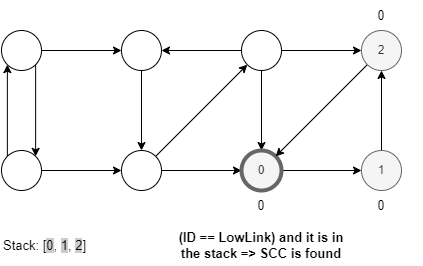 0
2
0
1
0
0
Stack: [0, 1, 2]
(ID == LowLink) and it is in
the stack => SCC is found